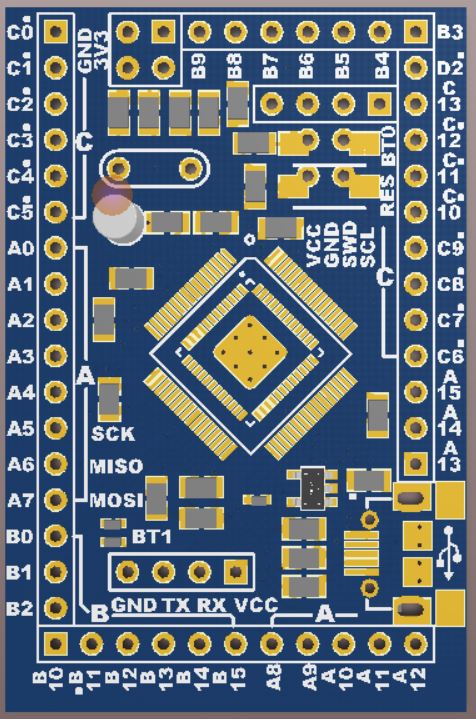 C0
C1
C2
C3
C4
C5
A0
A1
A2
A3
A4
A5
A6
A7
B0
B1
B2
GND
3V3
B9
B8
B7
B6
B5
B4
B3
D2
C
13
C
12
C
11
C
10
C9
C8
C7
C6
A
15
A
14
A
13
C
BT0
RES
VCC
GND
SWD
SCL
C
A
SCK
MISO
MOSI
BT1
B
GND TX RX VCC
A
B
10
B
11
B
12
B
13
B
14
B
15
A8
A9
A
10
A
11
A
12